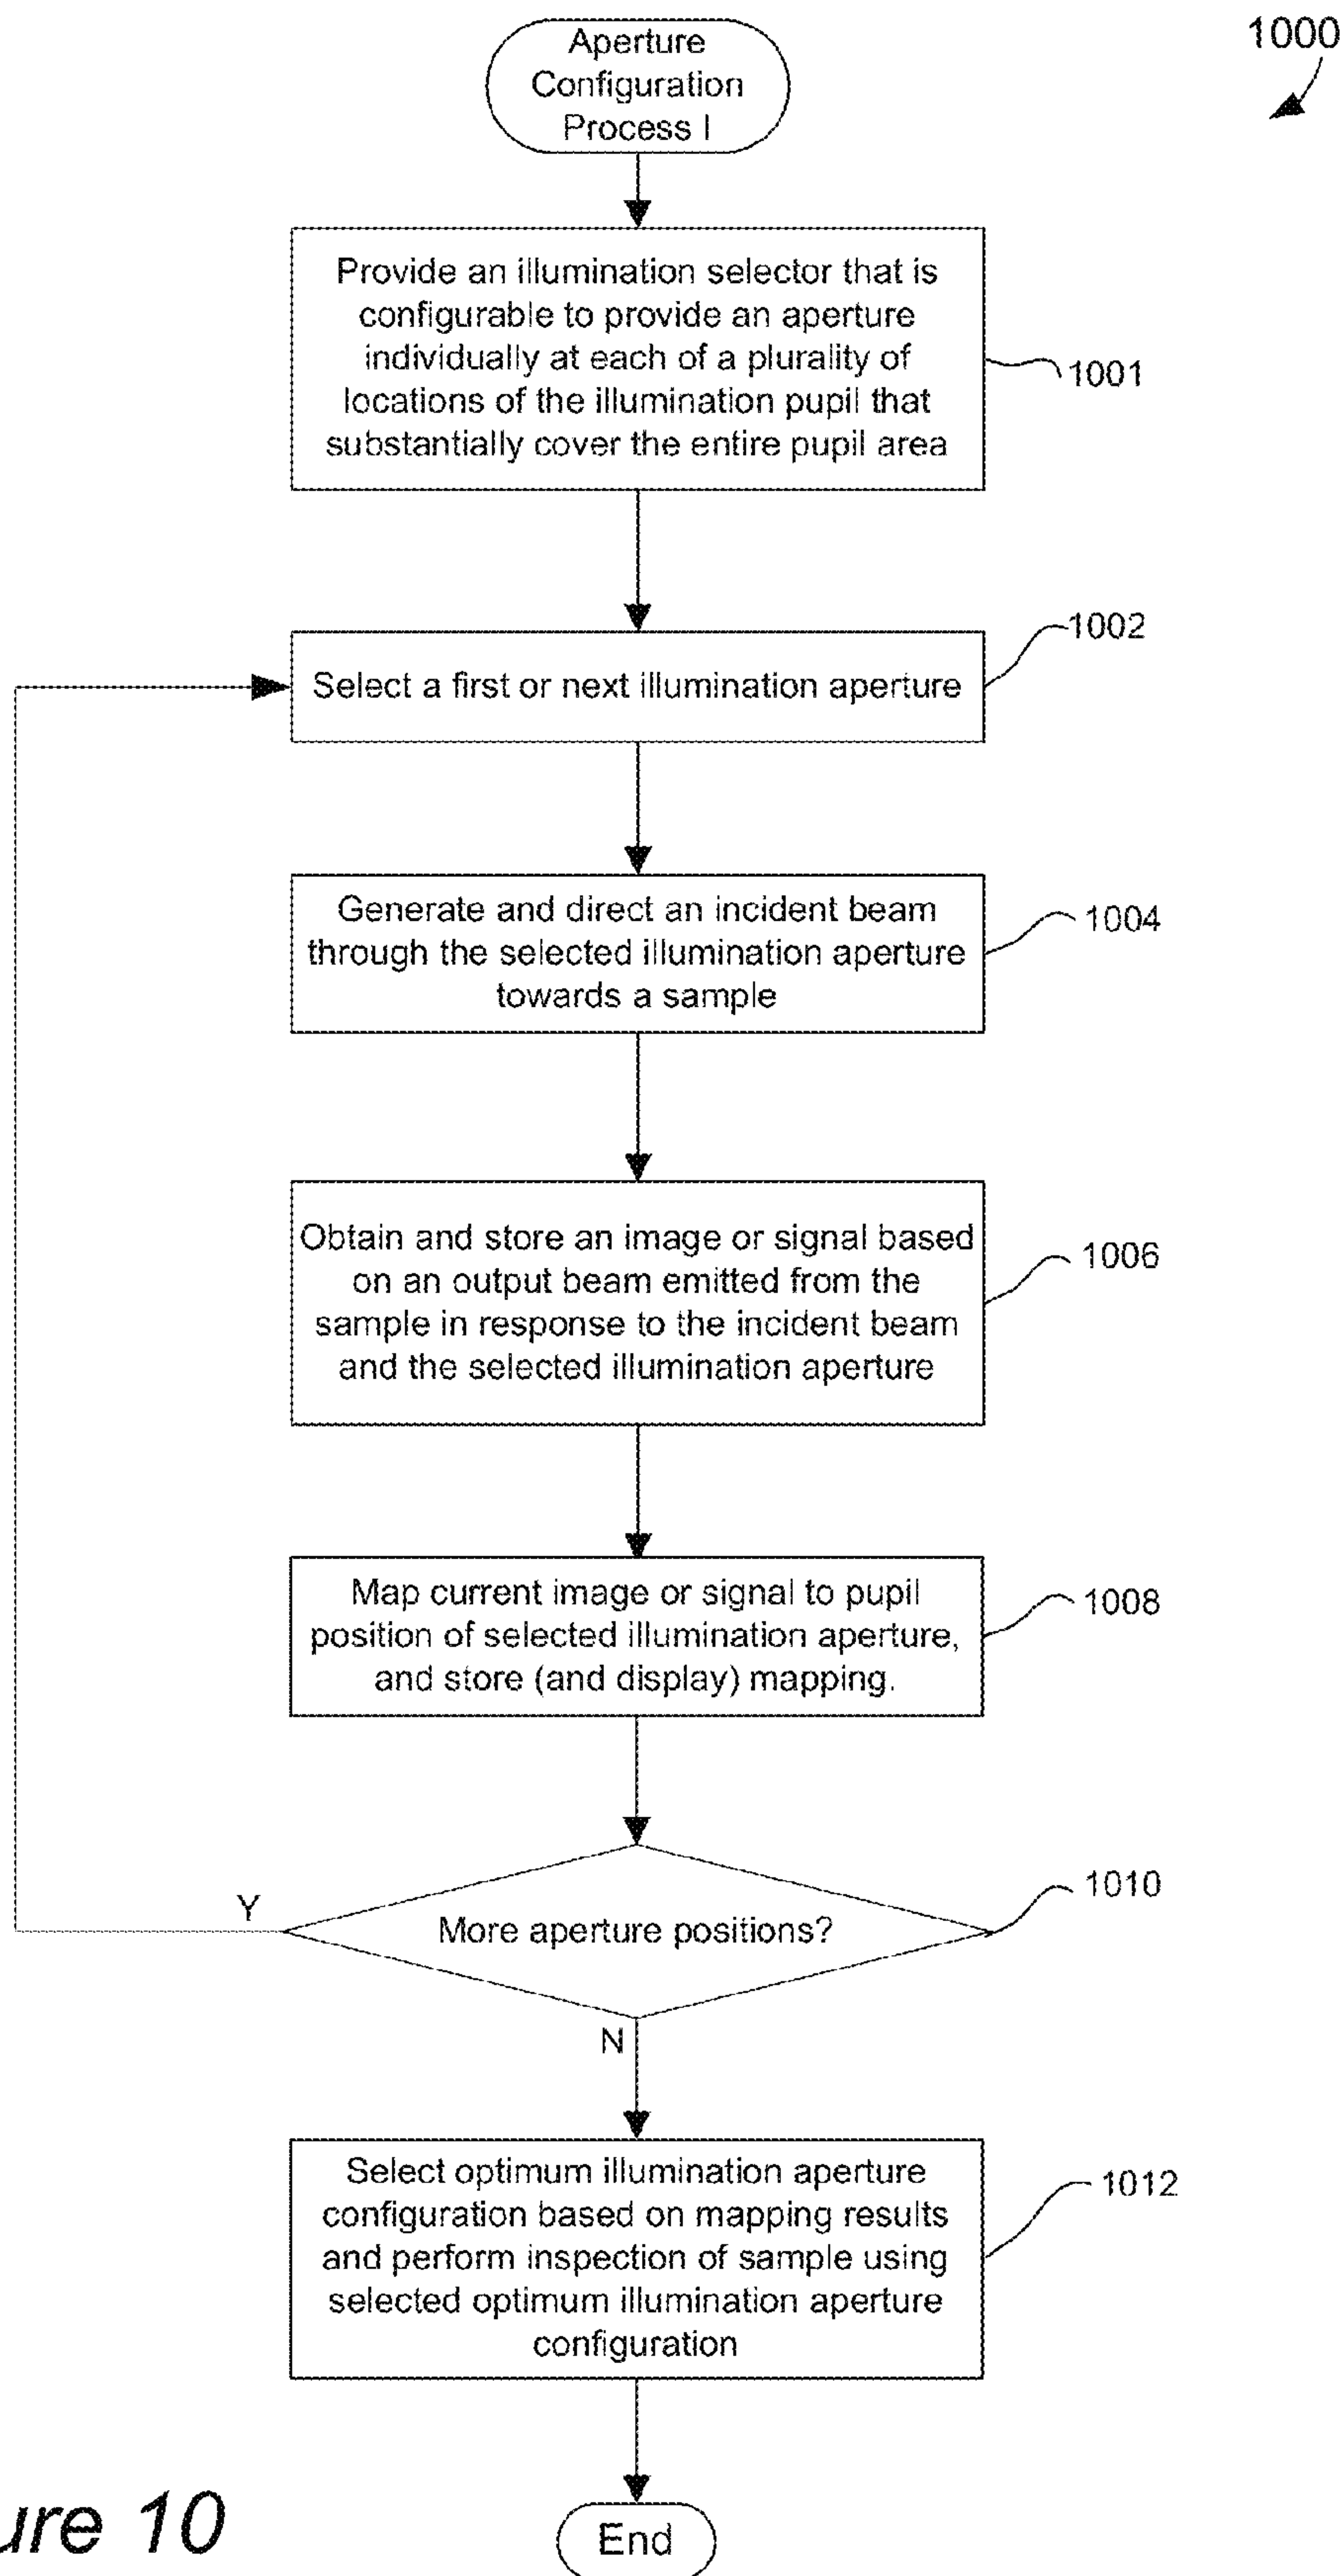 Aperture
Configuration
Process I
1000
Provide an illumination selector that is
configurable to provide an aperture
individually at each of a plurality of
locations of the illumination pupil that
substantially cover the entire pupil area
1001
1002
Select a first or next illumination aperture
Generate and direct an incident beam
through the selected illumination aperture
towards a sample
1004
Obtain and store an image or signal based
on an output beam emitted from the
sample in response to the incident beam
and the selected illumination aperture
1006
Map current image or signal to pupil
position of selected illumination aperture,
and store (and display) mapping.
1008
More aperture positions?
1010
Y
N
Select optimum illumination aperture
configuration based on mapping results
and perform inspection of sample using
selected optimum illumination aperture
configuration
1012
End
ure 10